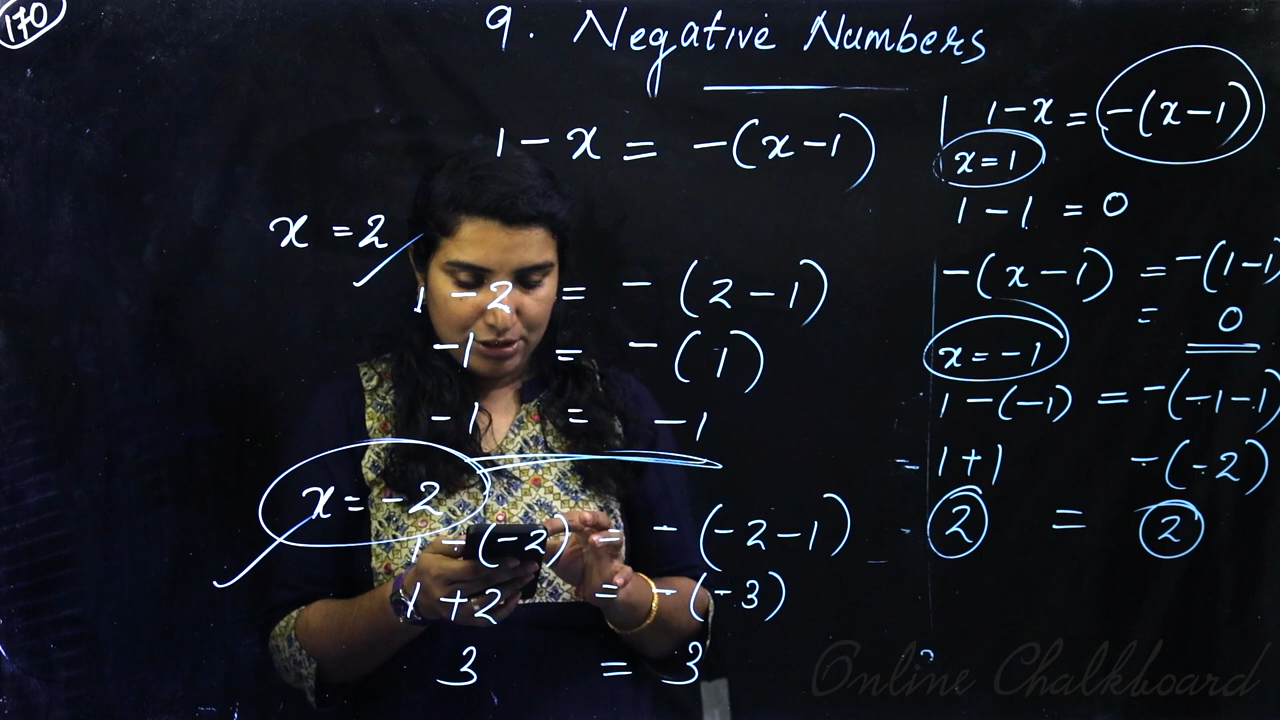 170
9. Negative Numbers
1-x = -(x-1)
x = 2
1 - 2 = - (2 - 1)
-1 = - (1)
-1 = -1
x = -2
1 - (-2) = - (-2 - 1)
1 + 2 = - (-3)
3 = 3
1-x = -(x-1)
x = 1
1 - 1 = 0
-(x - 1) = -(1-1)
= 0
x = -1
1 - (-1) = -(-1-1)
= 1+1 -(-2)
2 = 2
Online Chalkboard